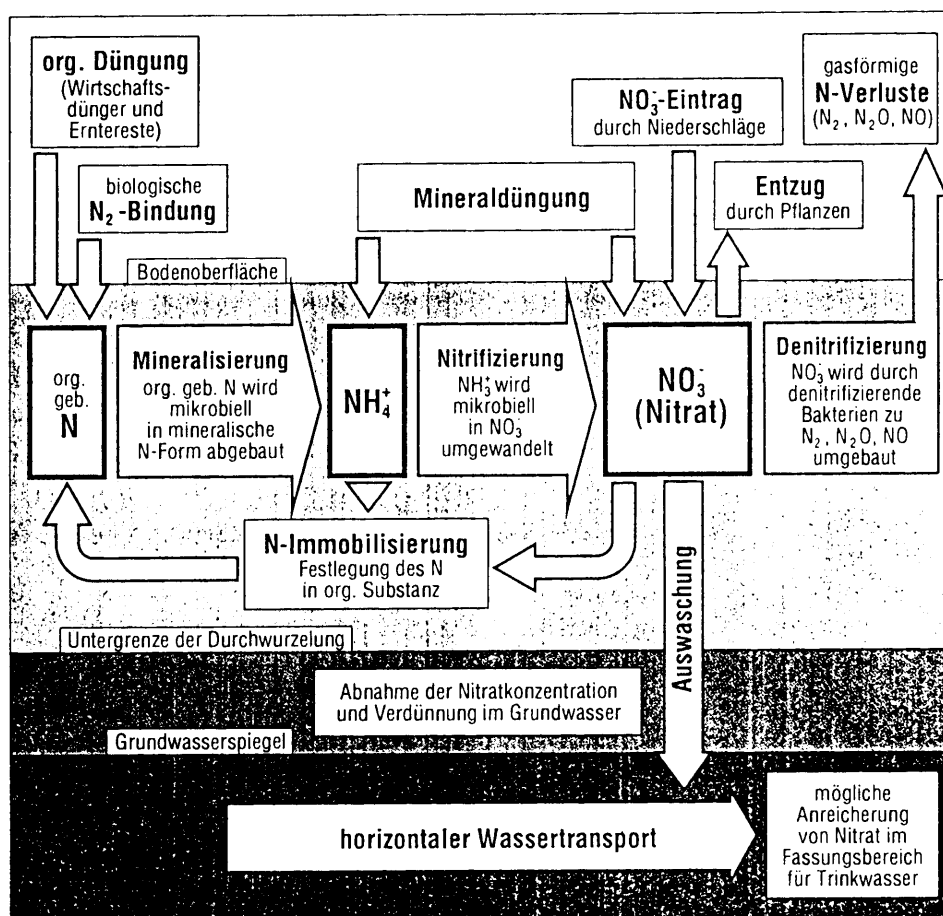 org. Düngung
(Wirtschafts-
dünger und
Erntereste)
biologische
N₂-Bindung
Mineraldüngung
NO₃⁻-Eintrag
durch Niederschläge
Entzug
durch Pflanzen
gasförmige
N-Verluste
(N₂, N₂O, NO)
Bodenoberfläche
org.
geb.
N
Mineralisierung
org. geb. N wird
mikrobiell
in mineralische
N-Form abgebaut
NH₄⁺
Nitrifizierung
NH₄⁺ wird
mikrobiell
in NO₃⁻
umgewandelt
NO₃⁻
(Nitrat)
Denitrifizierung
NO₃⁻ wird durch
denitrifizierende
Bakterien zu
N₂, N₂O, NO
umgebaut
N-Immobilisierung
Festlegung des N
in org. Substanz
Auswaschung
Untergrenze der Durchwurzelung
Abnahme der Nitratkonzentration
und Verdünnung im Grundwasser
Grundwasserspiegel
horizontaler Wassertransport
mögliche
Anreicherung
von Nitrat im
Fassungsbereich
für Trinkwasser